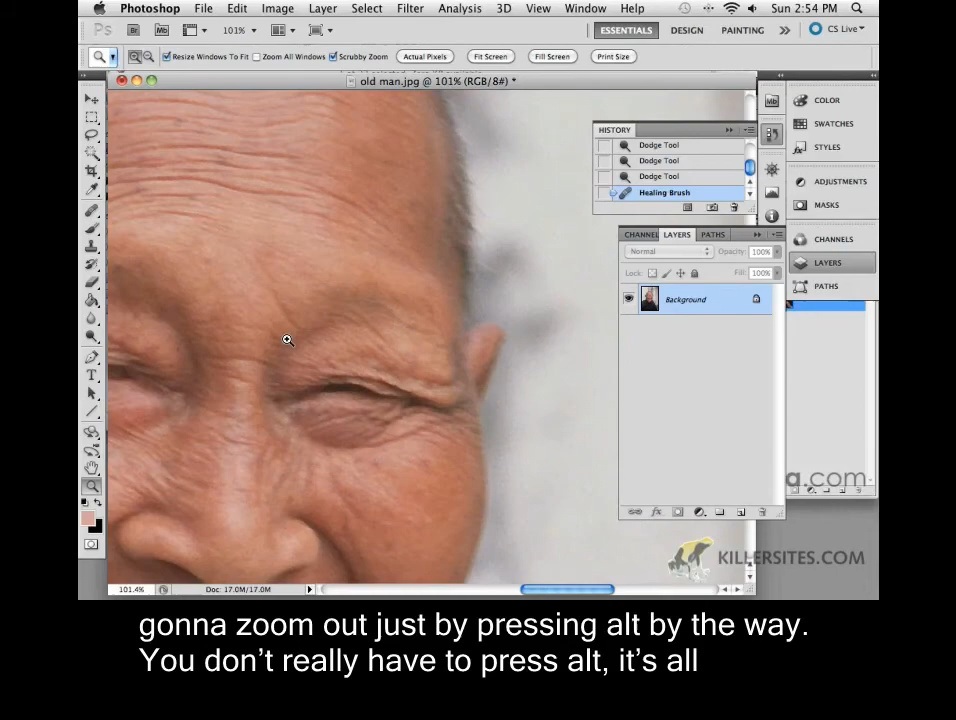 Photoshop File Edit Image Layer Select Filter Analysis 3D View Window Help Sun 2:54 PM
Ps Br Mb 101% ESSENTIALS DESIGN PAINTING CS Live
Resize Windows To Fit Zoom All Windows Scrubby Zoom Actual Pixels Fit Screen Fill Screen Print Size
old man.jpg @ 101% (RGB/8#) *
HISTORY
Dodge Tool
Dodge Tool
Dodge Tool
Healing Brush
CHANNEL LAYERS PATHS
Normal Opacity: 100%
Lock: Fill: 100%
Background
Mb COLOR
SWATCHES
STYLES
ADJUSTMENTS
MASKS
CHANNELS
LAYERS
PATHS
a.com
KILLERSITES.COM
101.4% Doc: 17.0M/17.0M
gonna zoom out just by pressing alt by the way.
You don't really have to press alt, it's all